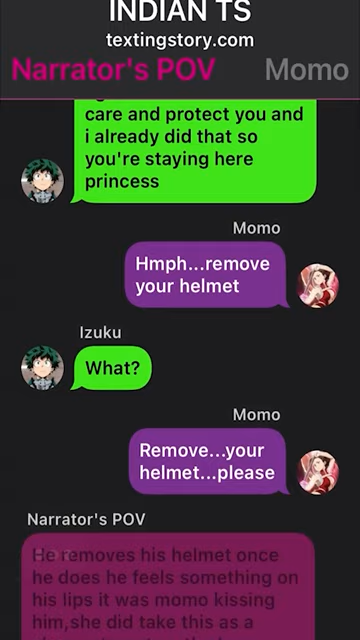 INDIAN TS
textingstory.com
Narrator's POV Momo
care and protect you and
i already did that so
you're staying here
princess
Momo
Hmph...remove
your helmet
Izuku
What?
Momo
Remove...your
helmet...please
Narrator's POV
He removes his helmet once
he does he feels something on
his lips it was momo kissing
him,she did take this as a